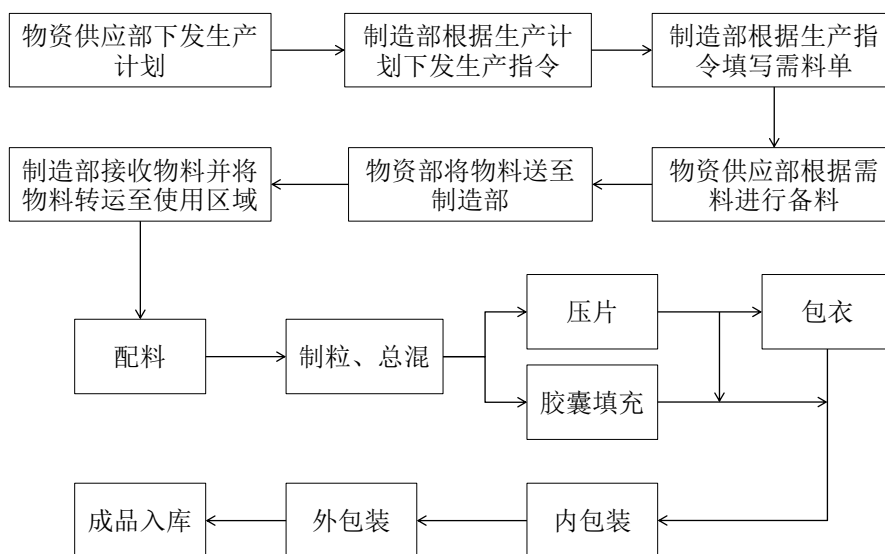 物资供应部下发生产
计划
制造部根据生产计
划下发生产指令
制造部根据生产指
令填写需料单
制造部接收物料并将
物料转运至使用区域
物资部将物料送至
制造部
物资供应部根据需
料进行备料
压片
包衣
配料
制粒、总混
胶囊填充
成品入库
外包装
内包装